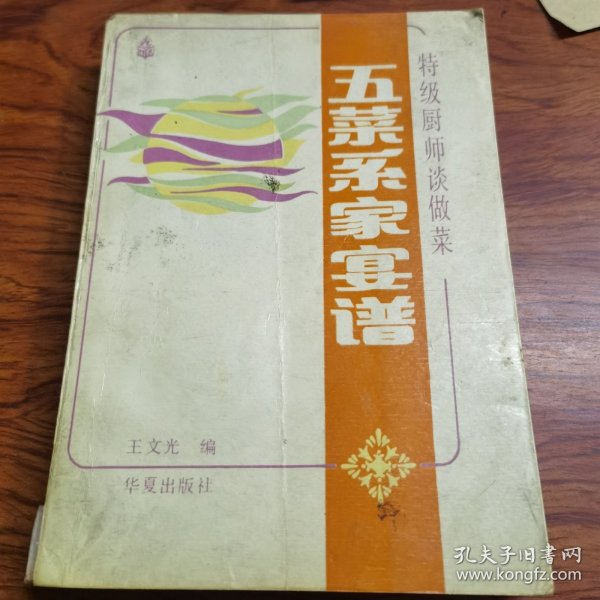 特级厨师谈做菜
五菜系家宴谱
王文光 编
华夏出版社
孔夫子旧书网
www.kongfz.com